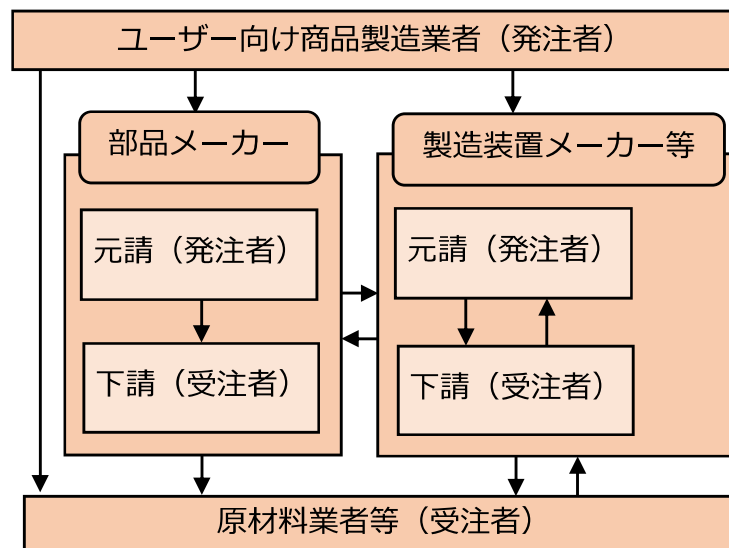 ユーザー向け商品製造業者（発注者）
部品メーカー
製造装置メーカー等
元請（発注者）
元請（発注者）
下請（受注者）
下請（受注者）
原材料業者等（受注者）